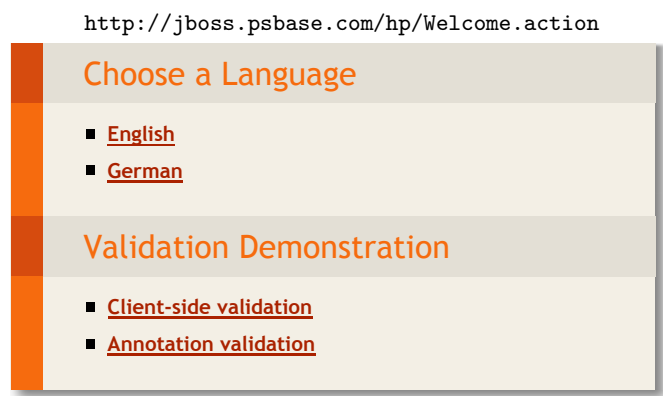 http://jboss.psbase.com/hp/Welcome.action
Choose a Language
English
German
Validation Demonstration
Client-side validation
Annotation validation